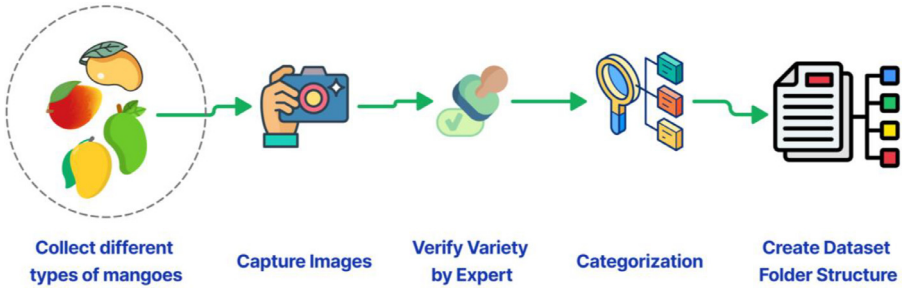 Collect different
types of mangoes
Capture Images
Verify Variety
by Expert
Categorization
Create Dataset
Folder Structure